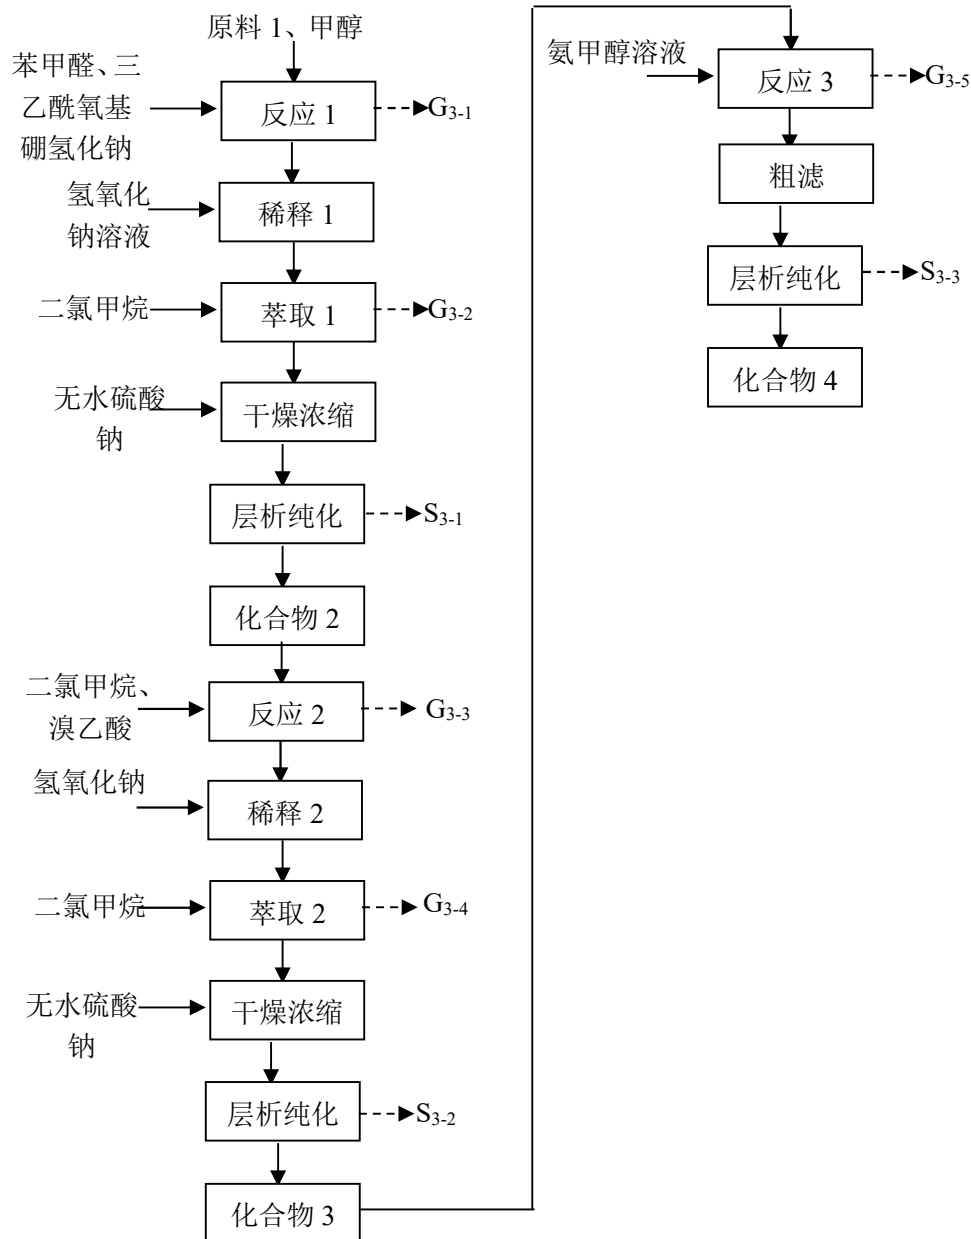 原料 1、甲醇
苯甲醛、三
乙酰氧基
硼氢化钠
反应 1
G3-1
氢氧化
钠溶液
稀释 1
二氯甲烷
萃取 1
G3-2
无水硫酸
钠
干燥浓缩
层析纯化
S3-1
化合物 2
二氯甲烷、
溴乙酸
反应 2
G3-3
氢氧化钠
稀释 2
二氯甲烷
萃取 2
G3-4
无水硫酸
钠
干燥浓缩
层析纯化
S3-2
化合物 3
氨甲醇溶液
反应 3
G3-5
粗滤
层析纯化
S3-3
化合物 4